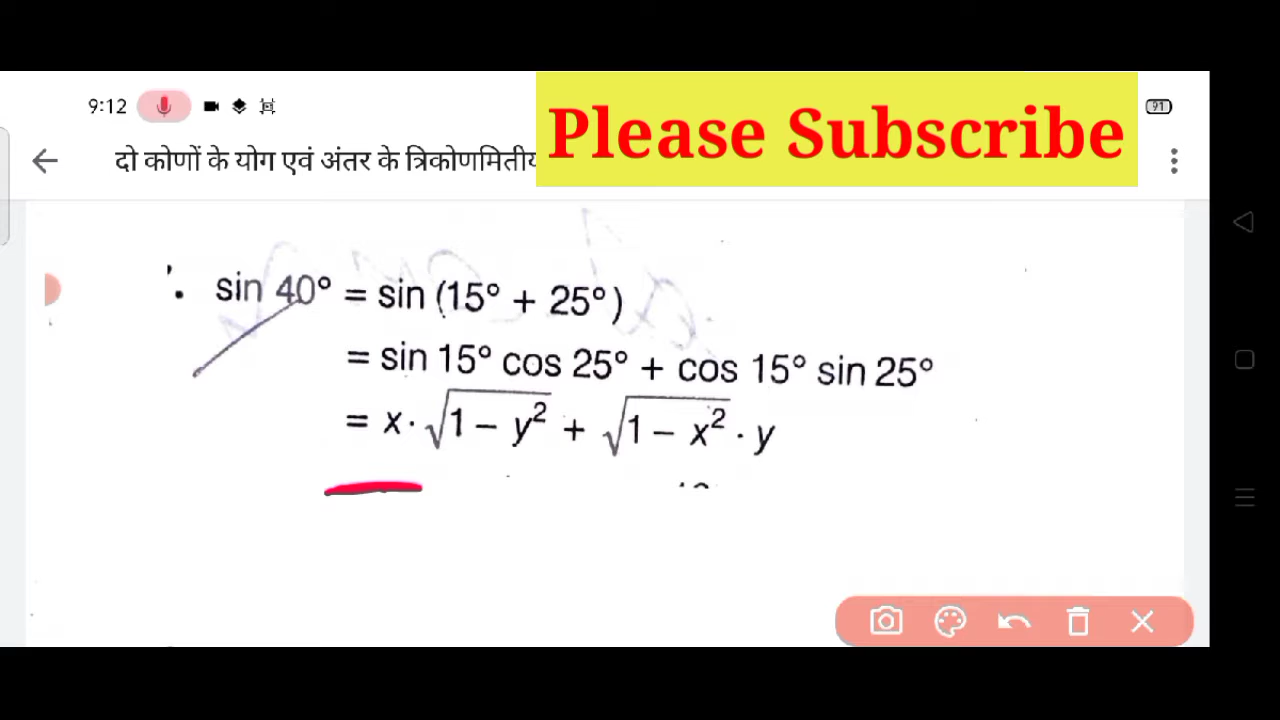 9:12
91
Please Subscribe
दो कोणों के योग एवं अंतर के त्रिकोणमितीय
∴ sin 40° = sin (15° + 25°)
= sin 15° cos 25° + cos 15° sin 25°
= x·√(1 − y²) + √(1 − x²) · y